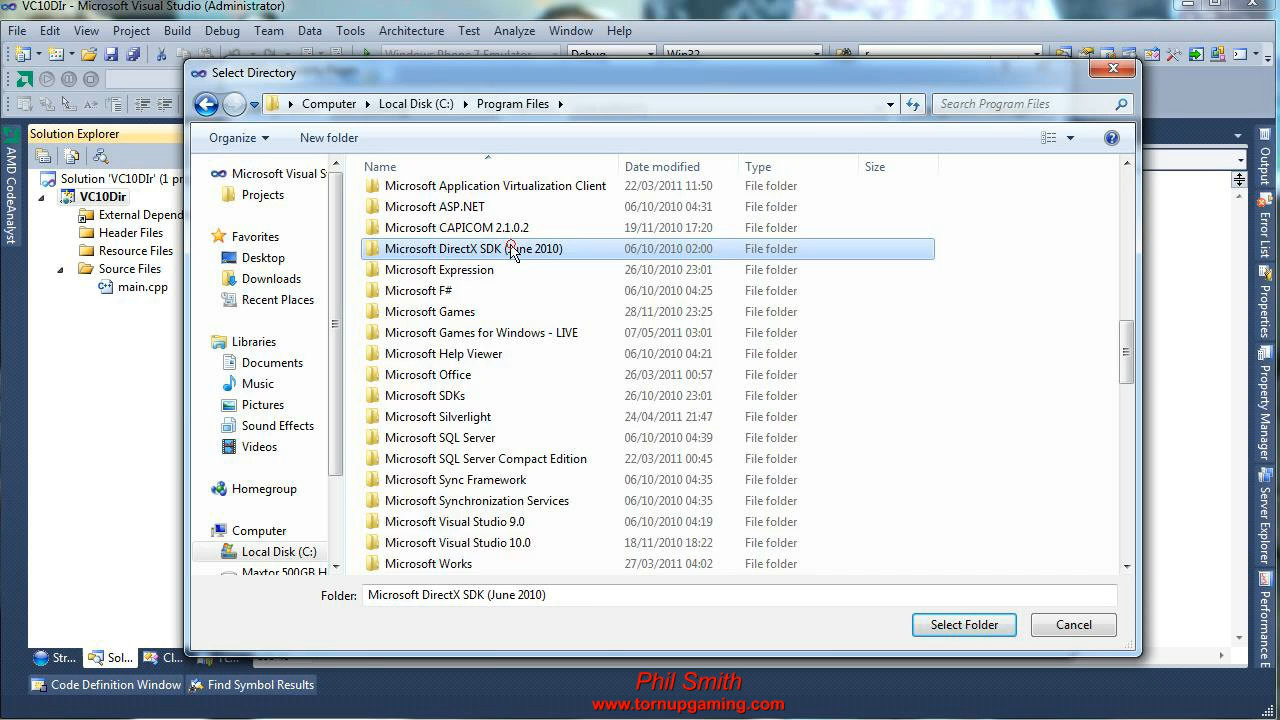 VC10DIr - Microsoft Visual Studio (Administrator)
File Edit View Project Build Debug Team Data Tools Architecture Test Analyze Window Help
Windows Phone 7 Emulator Debug Win32
Select Directory
Computer Local Disk (C:) Program Files Search Program Files
Organize New folder
Solution Explorer
Solution 'VC10DIr' (1 pr
VC10Dir
External Depend
Header Files
Resource Files
Source Files
main.cpp
AMD CodeAnalyst
Microsoft Visual S
Projects
Favorites
Desktop
Downloads
Recent Places
Libraries
Documents
Music
Pictures
Sound Effects
Videos
Homegroup
Computer
Local Disk (C:)
Maxtor 500GB H
Name Date modified Type Size
Microsoft Application Virtualization Client 22/03/2011 11:50 File folder
Microsoft ASP.NET 06/10/2010 04:31 File folder
Microsoft CAPICOM 2.1.0.2 19/11/2010 17:20 File folder
Microsoft DirectX SDK (June 2010) 06/10/2010 02:00 File folder
Microsoft Expression 26/10/2010 23:01 File folder
Microsoft F# 06/10/2010 04:25 File folder
Microsoft Games 28/11/2010 23:25 File folder
Microsoft Games for Windows - LIVE 07/05/2011 03:01 File folder
Microsoft Help Viewer 06/10/2010 04:21 File folder
Microsoft Office 26/03/2011 00:57 File folder
Microsoft SDKs 26/10/2010 23:01 File folder
Microsoft Silverlight 24/04/2011 21:47 File folder
Microsoft SQL Server 06/10/2010 04:39 File folder
Microsoft SQL Server Compact Edition 22/03/2011 00:45 File folder
Microsoft Sync Framework 06/10/2010 04:35 File folder
Microsoft Synchronization Services 06/10/2010 04:35 File folder
Microsoft Visual Studio 9.0 06/10/2010 04:19 File folder
Microsoft Visual Studio 10.0 18/11/2010 18:22 File folder
Microsoft Works 27/03/2011 04:02 File folder
Folder: Microsoft DirectX SDK (June 2010)
Select Folder Cancel
Output
Error List
Properties
Property Manager
Server Explorer
Performance E
Str... Sol... Cl...
Code Definition Window Find Symbol Results
Phil Smith
www.tornupgaming.com